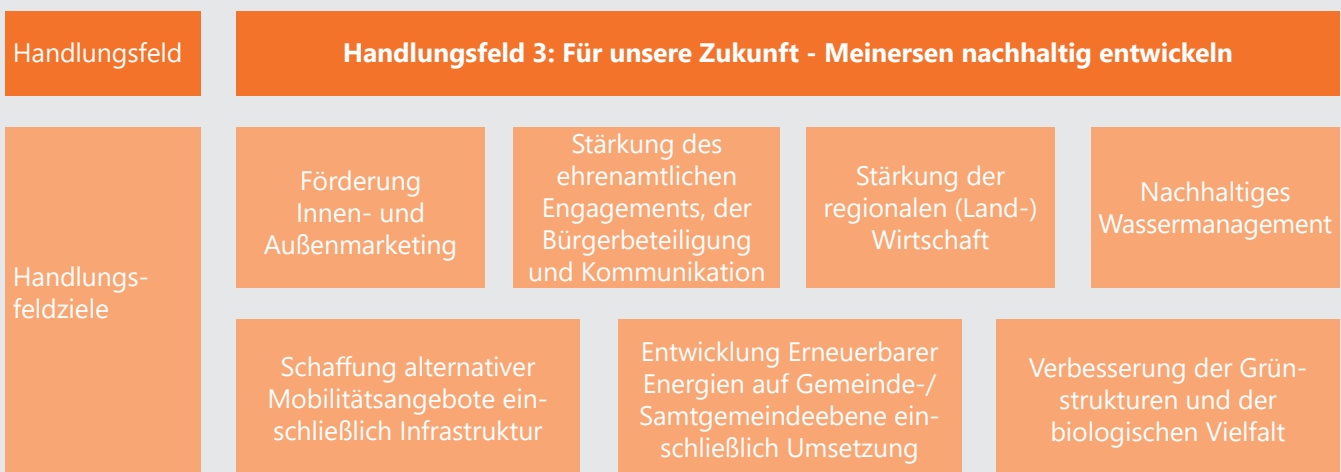 Handlungsfeld
Handlungsfeld 3: Für unsere Zukunft - Meinersen nachhaltig entwickeln
Handlungs-
feldziele
Förderung
Innen- und
Außenmarketing
Stärkung des
ehrenamtlichen
Engagements, der
Bürgerbeteiligung
und Kommunikation
Stärkung der
regionalen (Land-)
Wirtschaft
Nachhaltiges
Wassermanagement
Schaffung alternativer
Mobilitätsangebote ein-
schließlich Infrastruktur
Entwicklung Erneuerbarer
Energien auf Gemeinde-/
Samtgemeindeebene ein-
schließlich Umsetzung
Verbesserung der Grün-
strukturen und der
biologischen Vielfalt